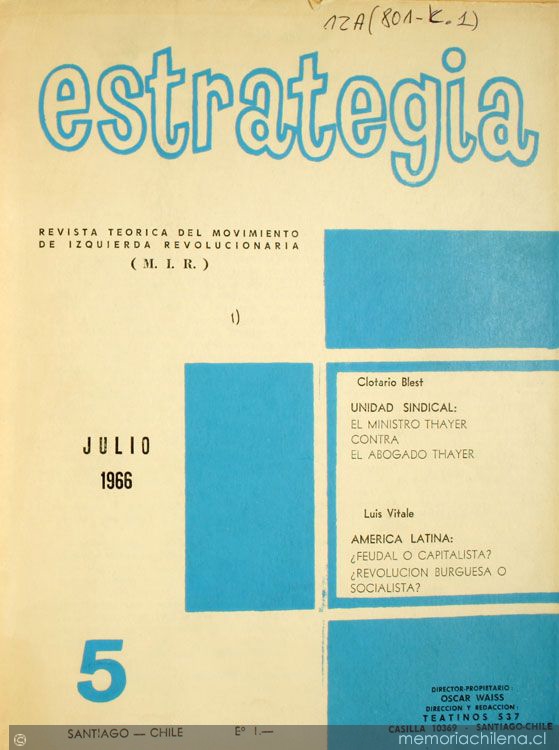 12A(801-K.1)
estrategia
REVISTA TEORICA DEL MOVIMIENTO
DE IZQUIERDA REVOLUCIONARIA
( M. I. R. )
1)
Clotario Blest
UNIDAD SINDICAL:
EL MINISTRO THAYER
CONTRA
EL ABOGADO THAYER
JULIO
1966
Luis Vitale
AMERICA LATINA:
¿FEUDAL O CAPITALISTA?
¿REVOLUCION BURGUESA O
SOCIALISTA?
5
DIRECTOR-PROPIETARIO:
OSCAR WAISS
DIRECCION Y REDACCION:
TEATINOS 537
CASILLA 10369 - SANTIAGO-CHILE
SANTIAGO — CHILE E° 1.—
© memoriachilena.cl